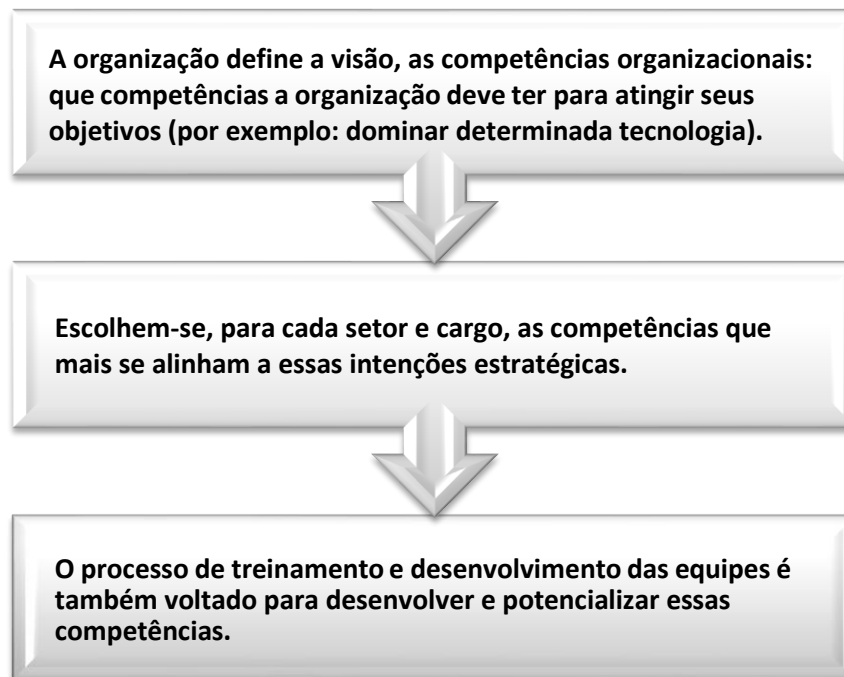 A organização define a visão, as competências organizacionais:
que competências a organização deve ter para atingir seus
objetivos (por exemplo: dominar determinada tecnologia).
Escolhem-se, para cada setor e cargo, as competências que
mais se alinham a essas intenções estratégicas.
O processo de treinamento e desenvolvimento das equipes é
também voltado para desenvolver e potencializar essas
competências.